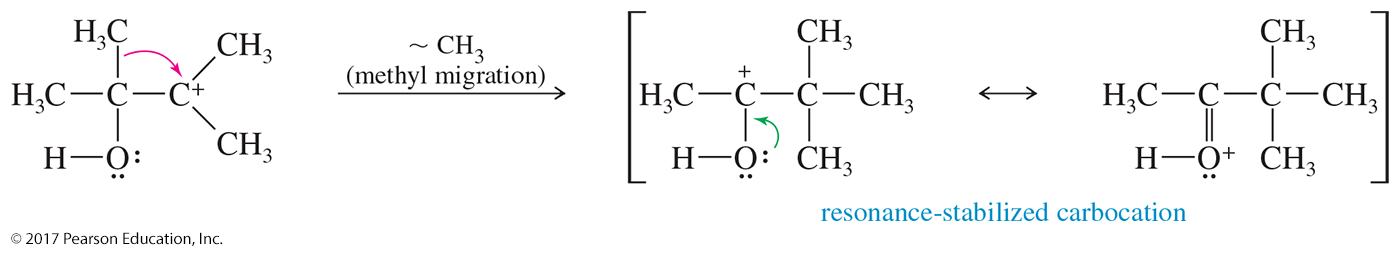 H₃C CH₃ ~ CH₃ CH₃ CH₃
(methyl migration)
H₃C—C—C+ H₃C—C—C—CH₃ ↔ H₃C—C—C—CH₃
+
H—O: CH₃ H—O: CH₃ H—O+ CH₃
resonance-stabilized carbocation
© 2017 Pearson Education, Inc.